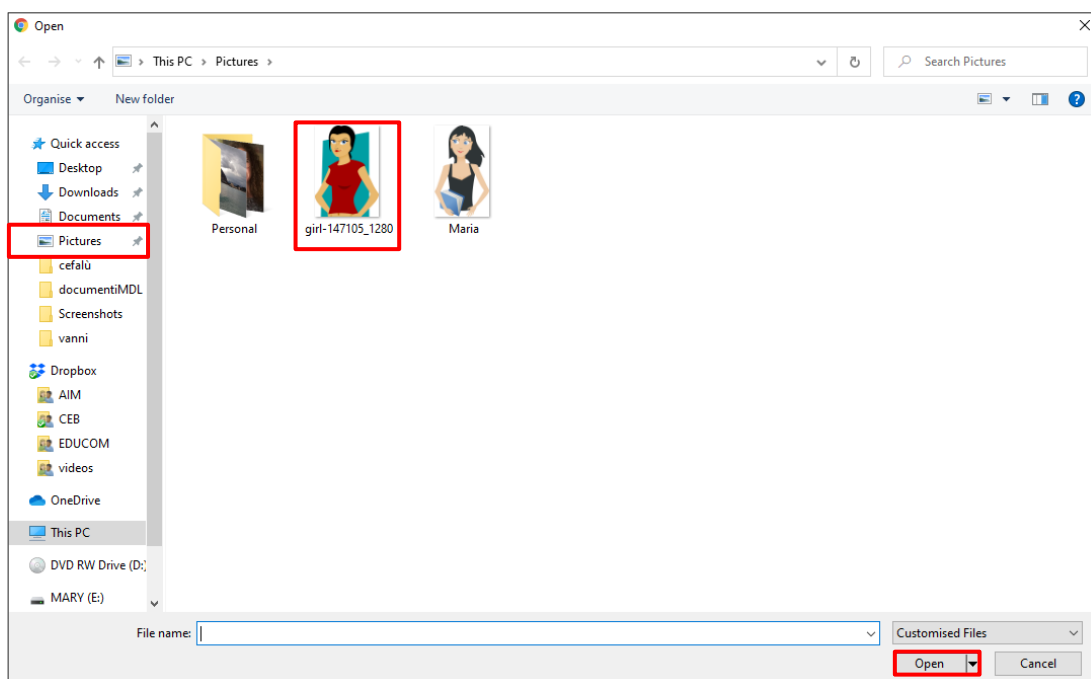 Open
This PC > Pictures >
Search Pictures
Organise
New folder
Quick access
Desktop
Downloads
Documents
Pictures
cefalù
documentiMDL
Screenshots
vanni
Dropbox
AIM
CEB
EDUCOM
videos
OneDrive
This PC
DVD RW Drive (D:)
MARY (E:)
Personal
girl-147105_1280
Maria
File name:
Customised Files
Open
Cancel